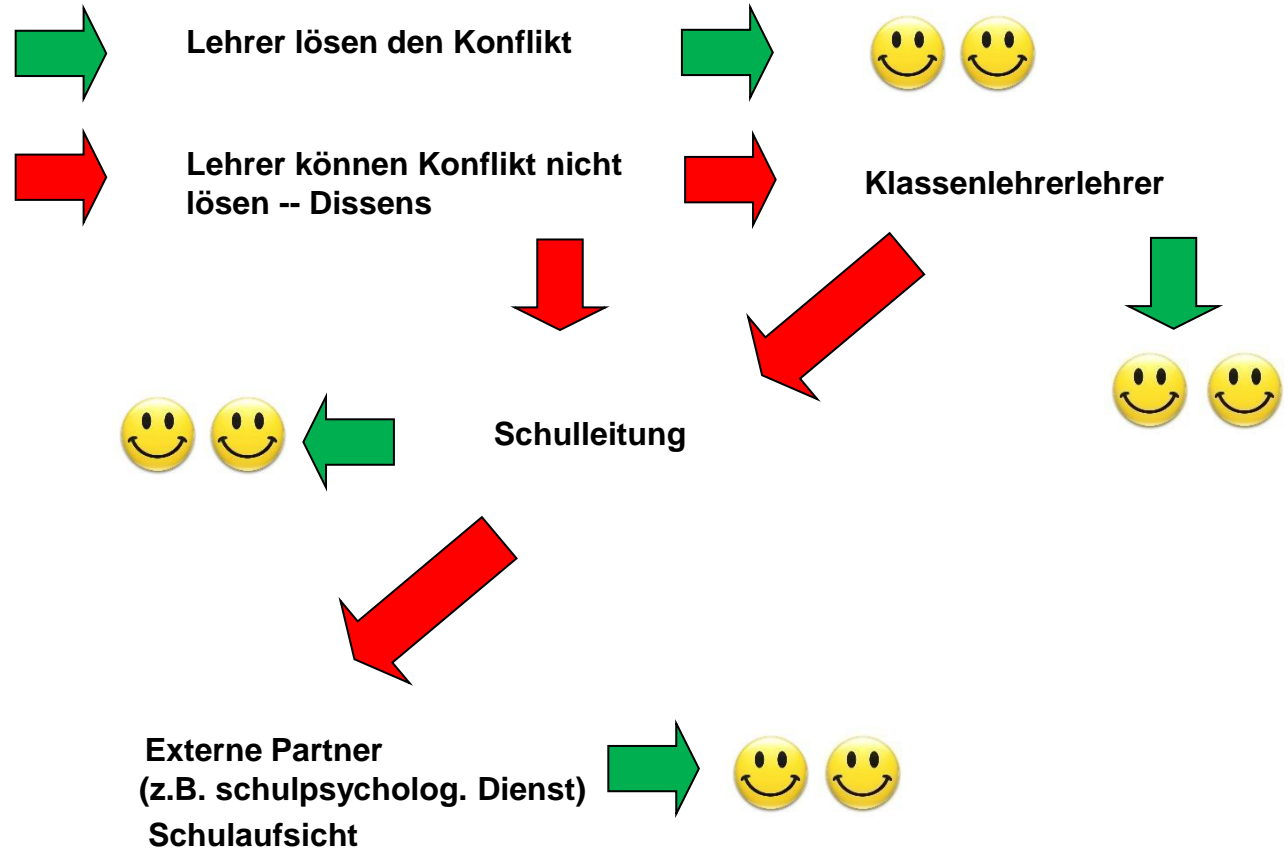 Lehrer lösen den Konflikt
Lehrer können Konflikt nicht
lösen -- Dissens
Klassenlehrerlehrer
Schulleitung
Externe Partner
(z.B. schulpsycholog. Dienst)
Schulaufsicht